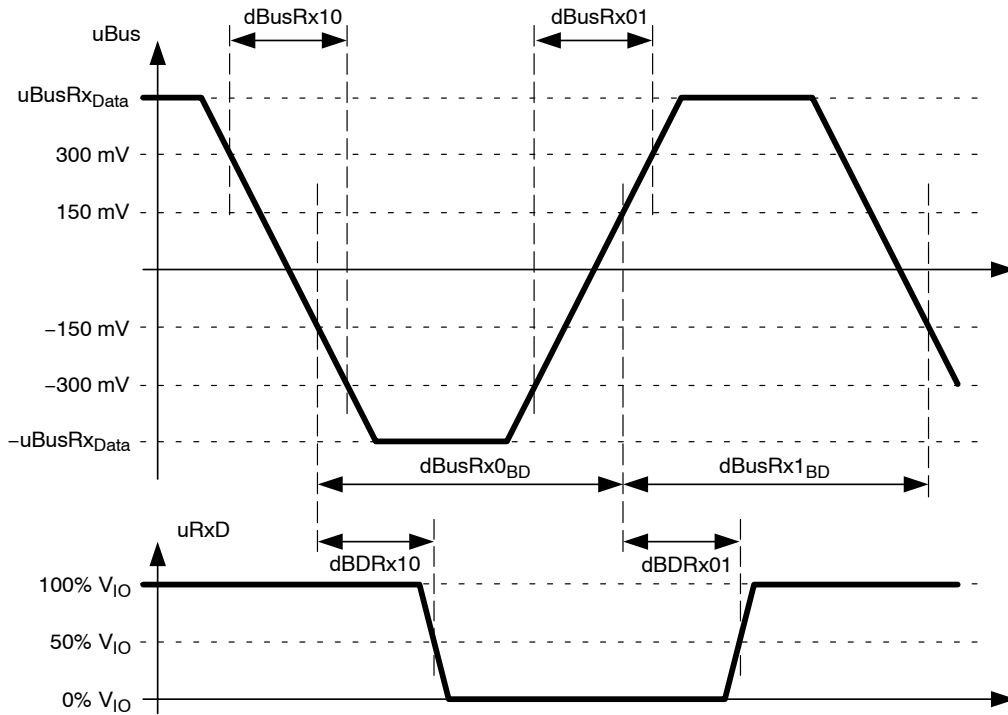 dBusRx10
dBusRx01
uBus
uBusRxData
300 mV
150 mV
–150 mV
–300 mV
–uBusRxData
dBusRx0BD
dBusRx1BD
uRxD
dBDRx10
dBDRx01
100% VIO
50% VIO
0% VIO